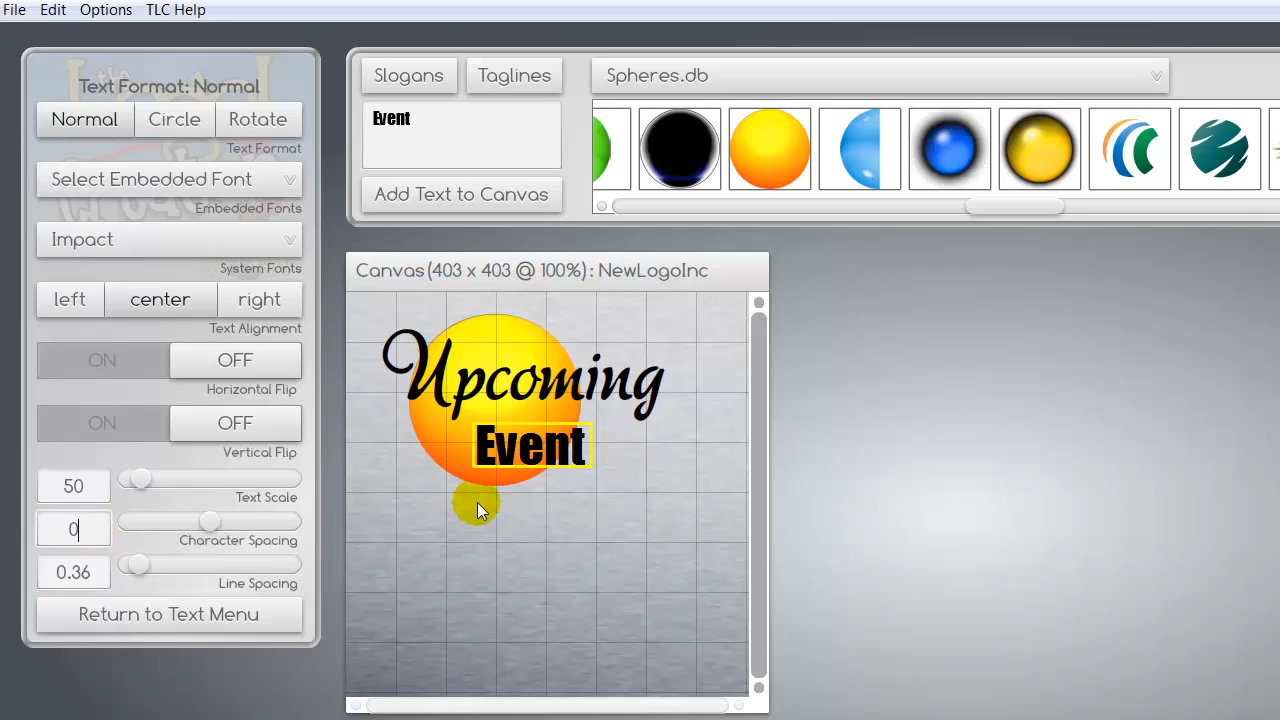 File Edit Options TLC Help
Text Format: Normal
Normal Circle Rotate
Text Format
Select Embedded Font
Embedded Fonts
Impact
System Fonts
left center right
Text Alignment
ON OFF
Horizontal Flip
ON OFF
Vertical Flip
50
Text Scale
0
Character Spacing
0.36
Line Spacing
Return to Text Menu
Slogans Taglines
Event
Add Text to Canvas
Spheres.db
Canvas (403 x 403 @ 100%) : NewLogoInc
Upcoming
Event